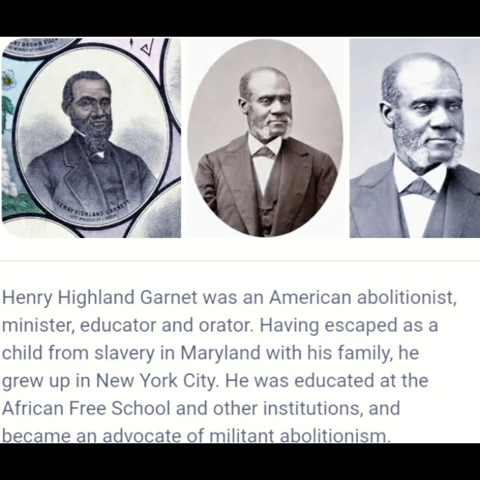 HENRY HIGHLAND GARNETT
Henry Highland Garnet was an American abolitionist,
minister, educator and orator. Having escaped as a
child from slavery in Maryland with his family, he
grew up in New York City. He was educated at the
African Free School and other institutions, and
became an advocate of militant abolitionism.